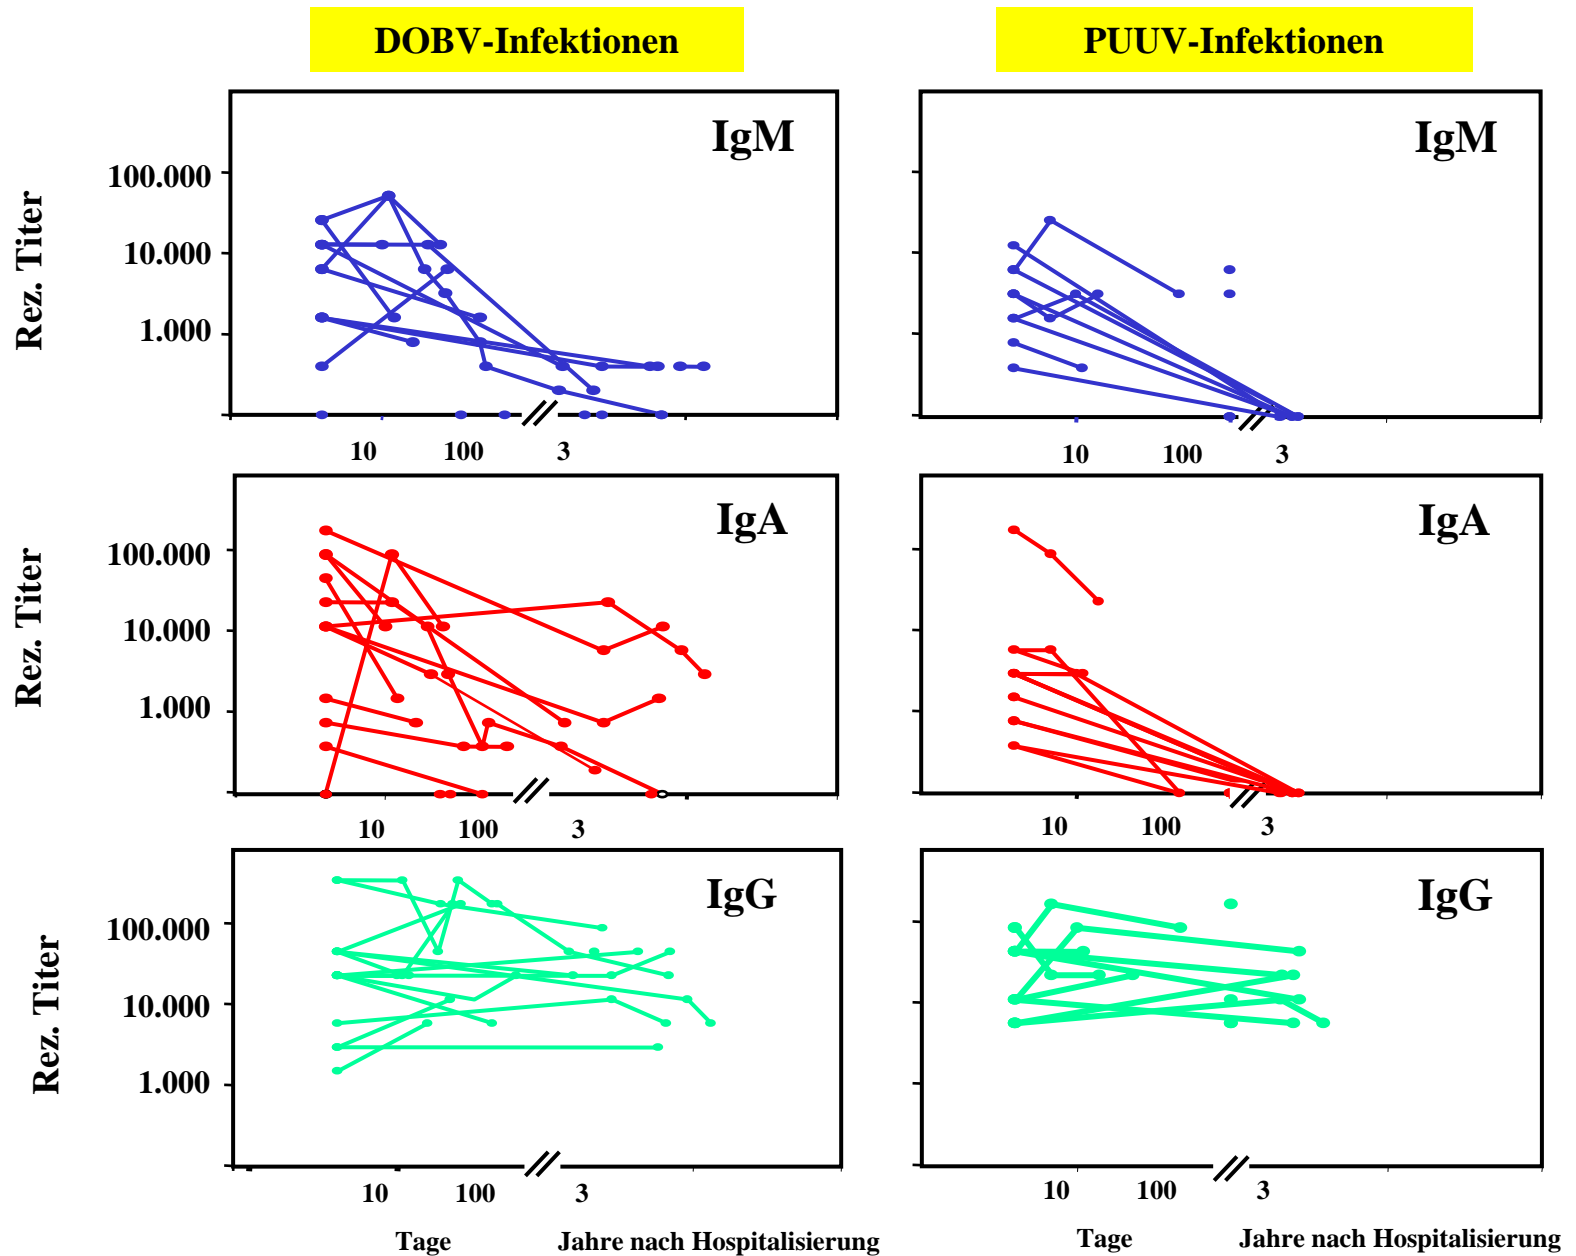 DOBV-Infektionen PUUV-Infektionen
IgM IgM
Rez. Titer
100.000
10.000
1.000
10 100 3 10 100 3
IgA IgA
Rez. Titer
100.000
10.000
1.000
10 100 3 10 100 3
IgG IgG
Rez. Titer
100.000
10.000
1.000
10 100 3 10 100 3
Tage Jahre nach Hospitalisierung Tage Jahre nach Hospitalisierung